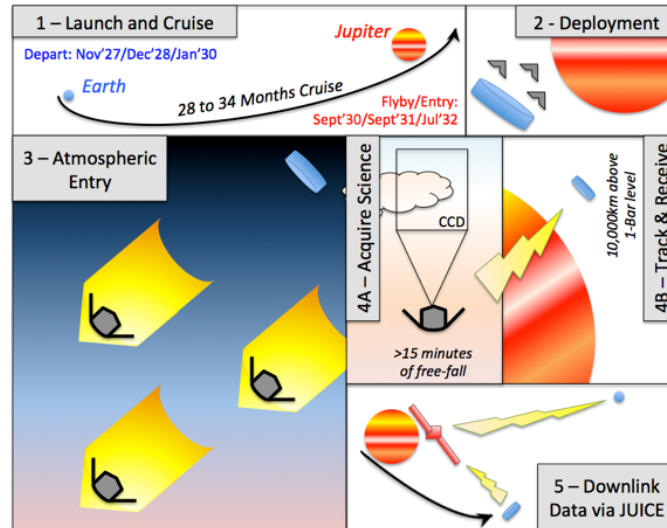 1 – Launch and Cruise
Depart: Nov'27/Dec'28/Jan'30
Earth
Jupiter
28 to 34 Months Cruise
Flyby/Entry:
Sept'30/Sept'31/Jul'32
2 - Deployment
3 – Atmospheric
Entry
4A – Acquire Science
CCD
>15 minutes
of free-fall
10,000km above
1-Bar level
4B – Track & Receive
5 – Downlink
Data via JUICE